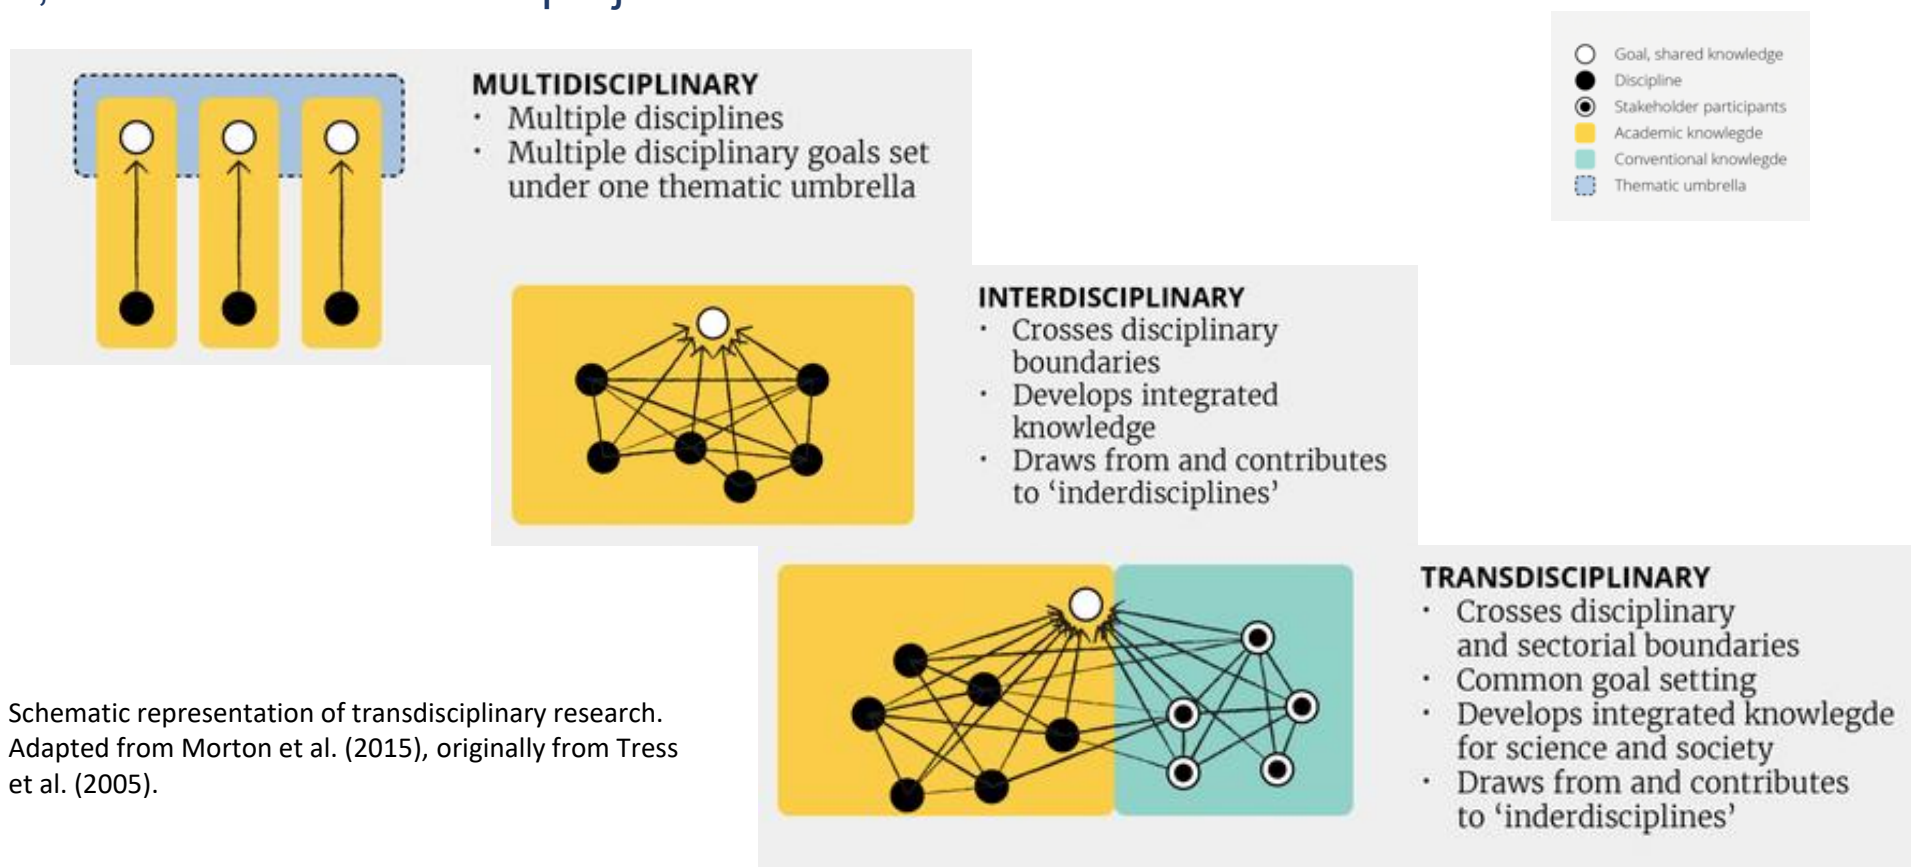 MULTIDISCIPLINARY
· Multiple disciplines
· Multiple disciplinary goals set
under one thematic umbrella
Goal, shared knowledge
Discipline
Stakeholder participants
Academic knowlegde
Conventional knowlegde
Thematic umbrella
INTERDISCIPLINARY
· Crosses disciplinary
boundaries
· Develops integrated
knowledge
· Draws from and contributes
to ‘inderdisciplines’
TRANSDISCIPLINARY
· Crosses disciplinary
and sectorial boundaries
· Common goal setting
· Develops integrated knowlegde
for science and society
· Draws from and contributes
to ‘inderdisciplines’
Schematic representation of transdisciplinary research.
Adapted from Morton et al. (2015), originally from Tress
et al. (2005).